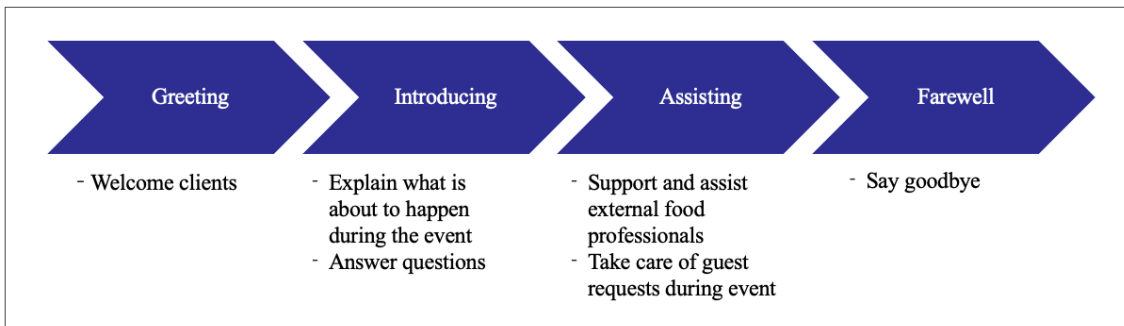 Greeting
Introducing
Assisting
Farewell
- Welcome clients
- Explain what is
about to happen
during the event
- Answer questions
- Support and assist
external food
professionals
- Take care of guest
requests during event
- Say goodbye